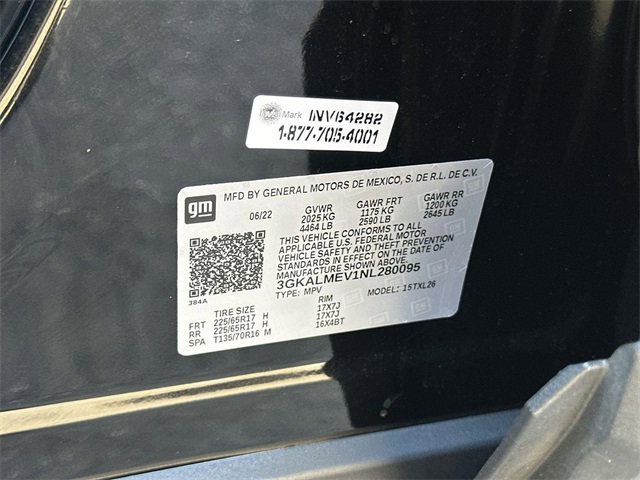 Mark INV64282
1-877-705-4001
gm
MFD BY GENERAL MOTORS DE MEXICO, S. DE R.L. DE C.V.
06/22 GVWR GAWR FRT GAWR RR
2025 KG 1175 KG 1200 KG
4464 LB 2590 LB 2645 LB
THIS VEHICLE CONFORMS TO ALL
APPLICABLE U.S. FEDERAL MOTOR
VEHICLE SAFETY AND THEFT PREVENTION
STANDARDS IN EFFECT ON THE DATE OF
MANUFACTURE SHOWN ABOVE.
3GKALMEV1NL280095
384A
TYPE: MPV MODEL: 15TXL26
TIRE SIZE RIM
FRT 225/65R17 H 17X7J
RR 225/65R17 H 17X7J
SPA T135/70R16 M 16X4BT